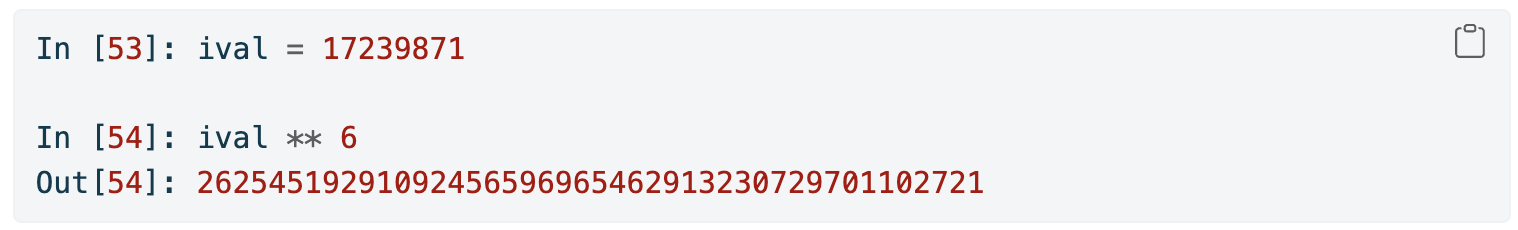 In [53]: ival = 17239871
In [54]: ival ** 6
Out[54]: 26254519291092456596965462913230729701102721